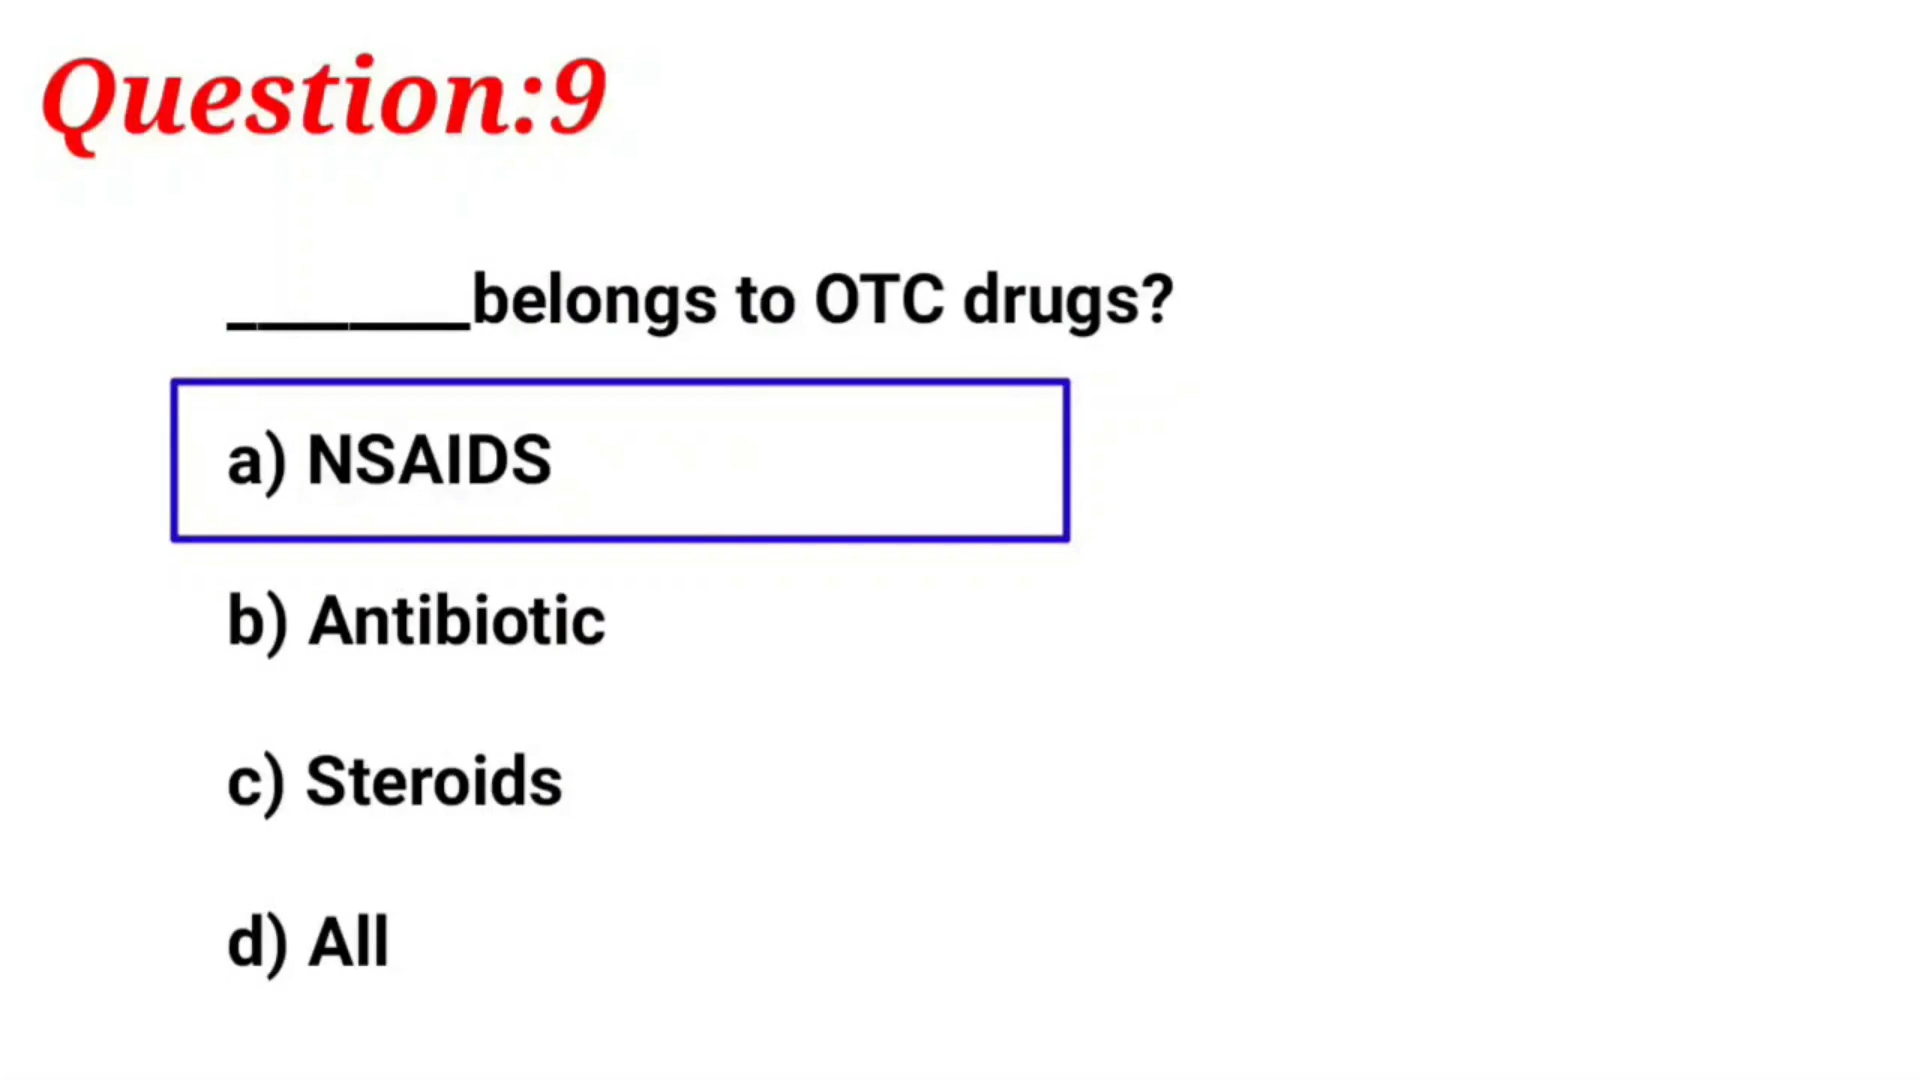 Question:9
________belongs to OTC drugs?
a) NSAIDS
b) Antibiotic
c) Steroids
d) All